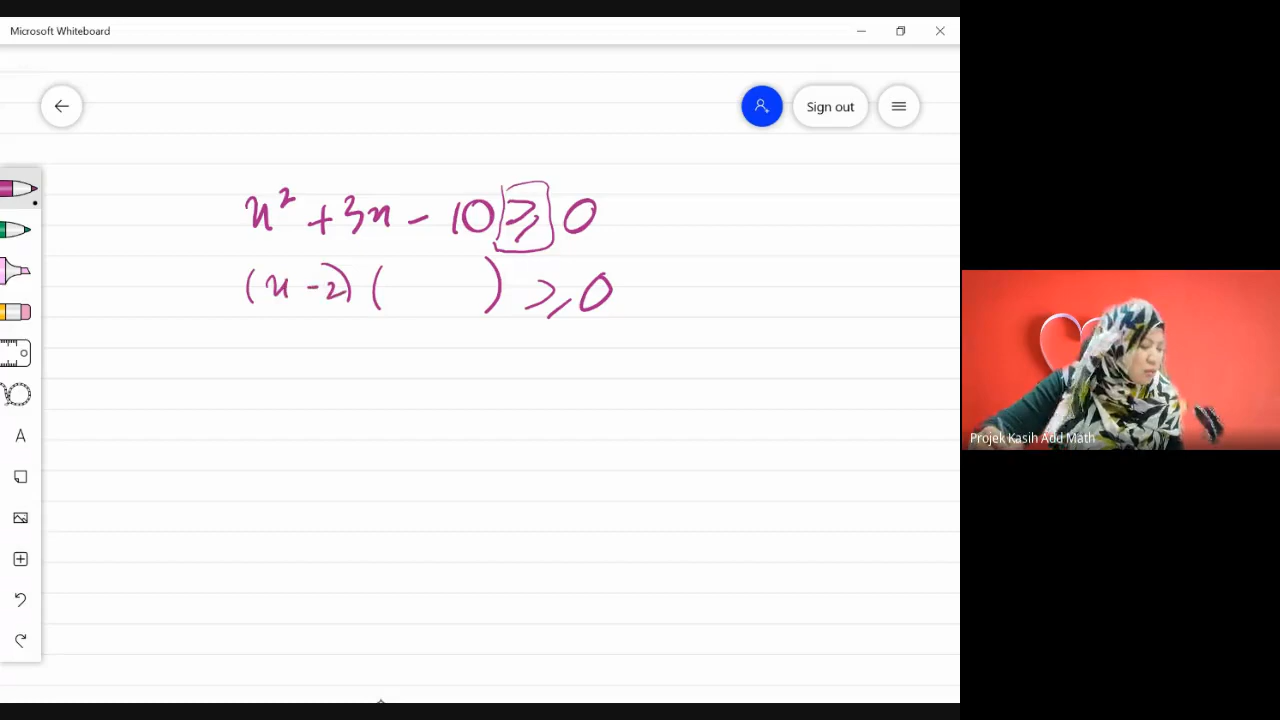 Microsoft Whiteboard
Sign out
x² + 3x - 10 ≥ 0
(x - 2) (        ) ≥ 0
A
Projek Kasih Add Math